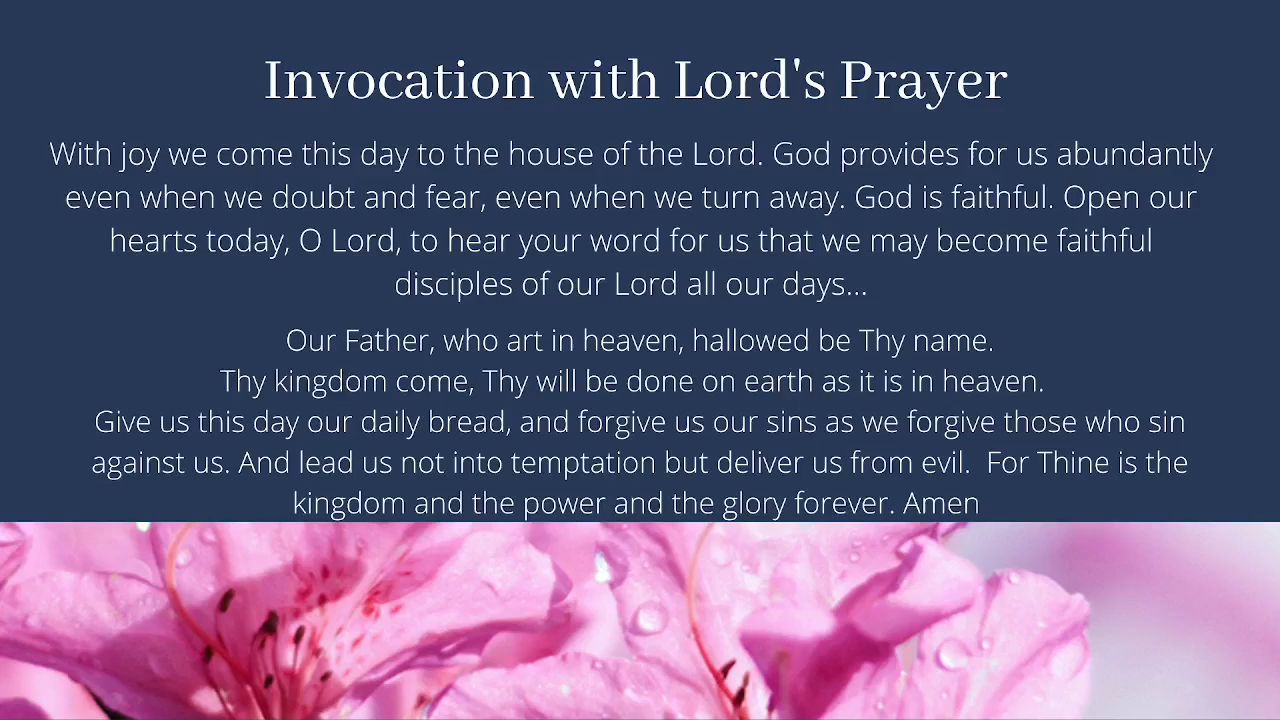 Invocation with Lord's Prayer
With joy we come this day to the house of the Lord. God provides for us abundantly
even when we doubt and fear, even when we turn away. God is faithful. Open our
hearts today, O Lord, to hear your word for us that we may become faithful
disciples of our Lord all our days...
Our Father, who art in heaven, hallowed be Thy name.
Thy kingdom come, Thy will be done on earth as it is in heaven.
Give us this day our daily bread, and forgive us our sins as we forgive those who sin
against us. And lead us not into temptation but deliver us from evil.  For Thine is the
kingdom and the power and the glory forever. Amen